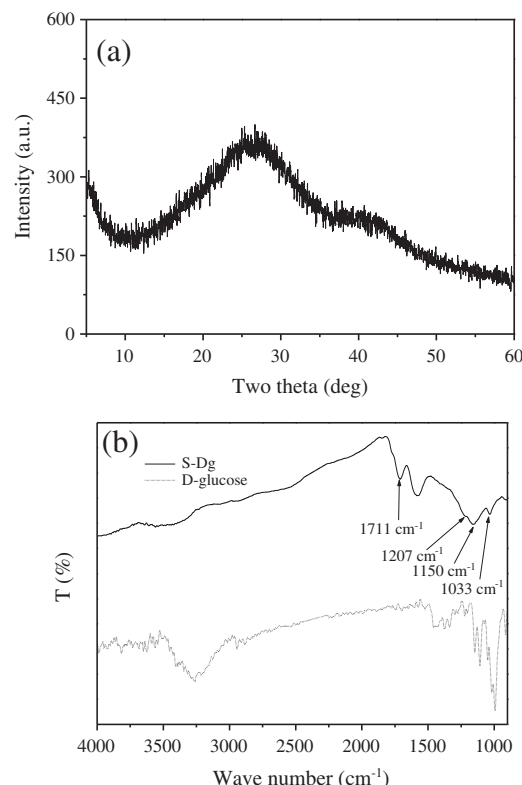 (a)
600
450
300
150
0
Intensity (a.u.)
10 20 30 40 50 60
Two theta (deg)
(b)
S-Dg
D-glucose
1711 cm⁻¹
1207 cm⁻¹
1150 cm⁻¹
1033 cm⁻¹
T (%)
4000 3500 3000 2500 2000 1500 1000
Wave number (cm⁻¹)